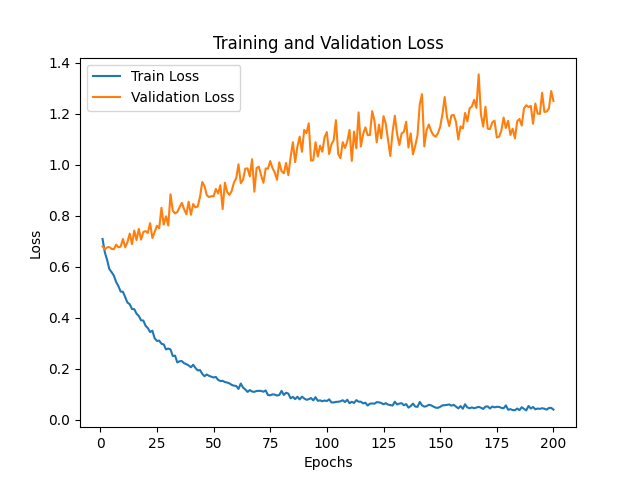 Training and Validation Loss
Train Loss
Validation Loss
1.4
1.2
1.0
0.8
0.6
0.4
0.2
0.0
Loss
0 25 50 75 100 125 150 175 200
Epochs